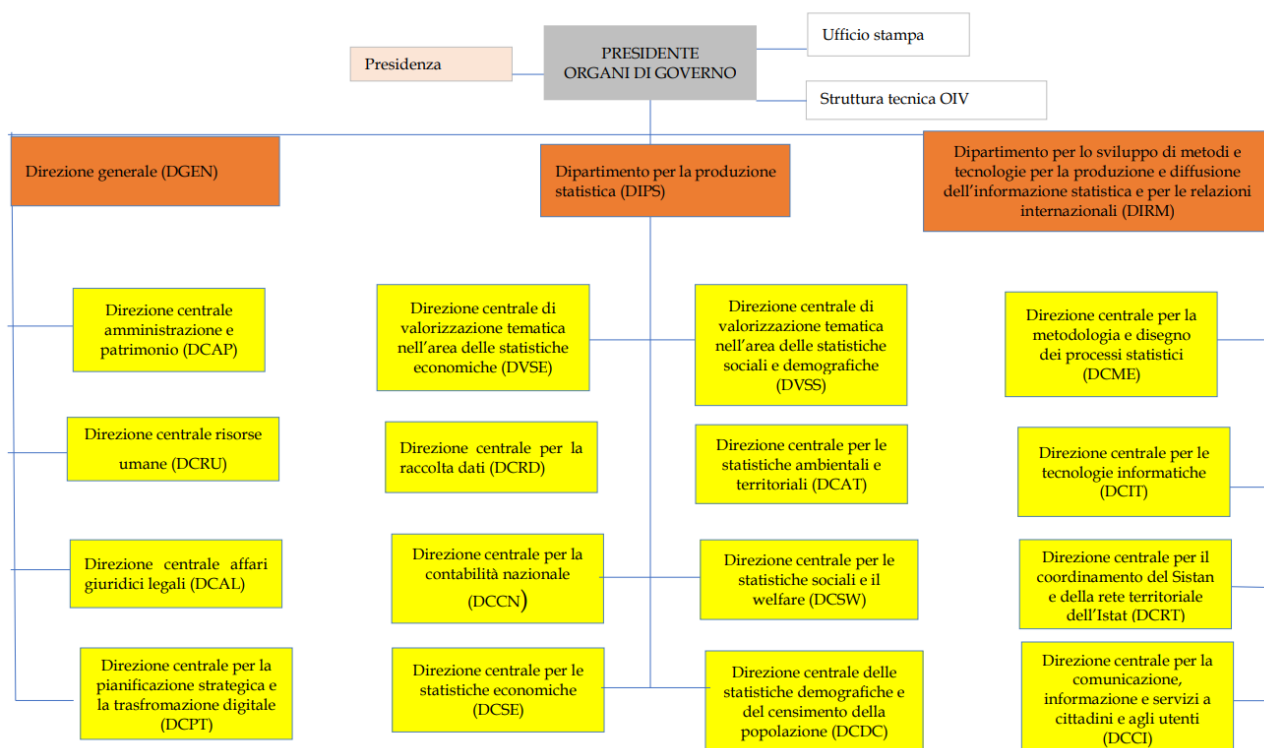 Ufficio stampa
PRESIDENTE
ORGANI DI GOVERNO
Presidenza
Struttura tecnica OIV
Direzione generale (DGEN)
Dipartimento per la produzione
statistica (DIPS)
Dipartimento per lo sviluppo di metodi e
tecnologie per la produzione e diffusione
dell’informazione statistica e per le relazioni
internazionali (DIRM)
Direzione centrale
amministrazione e
patrimonio (DCAP)
Direzione centrale di
valorizzazione tematica
nell’area delle statistiche
economiche (DVSE)
Direzione centrale di
valorizzazione tematica
nell’area delle statistiche
sociali e demografiche
(DVSS)
Direzione centrale per la
metodologia e disegno
dei processi statistici
(DCME)
Direzione centrale risorse
umane (DCRU)
Direzione centrale per la
raccolta dati (DCRD)
Direzione centrale per le
statistiche ambientali e
territoriali (DCAT)
Direzione centrale per le
tecnologie informatiche
(DCIT)
Direzione centrale affari
giuridici legali (DCAL)
Direzione centrale per la
contabilità nazionale
(DCCN)
Direzione centrale per le
statistiche sociali e il
welfare (DCSW)
Direzione centrale per il
coordinamento del Sistan
e della rete territoriale
dell’Istat (DCRT)
Direzione centrale per la
pianificazione strategica e
la trasfromazione digitale
(DCPT)
Direzione centrale per le
statistiche economiche
(DCSE)
Direzione centrale delle
statistiche demografiche e
del censimento della
popolazione (DCDC)
Direzione centrale per la
comunicazione,
informazione e servizi a
cittadini e agli utenti
(DCCI)